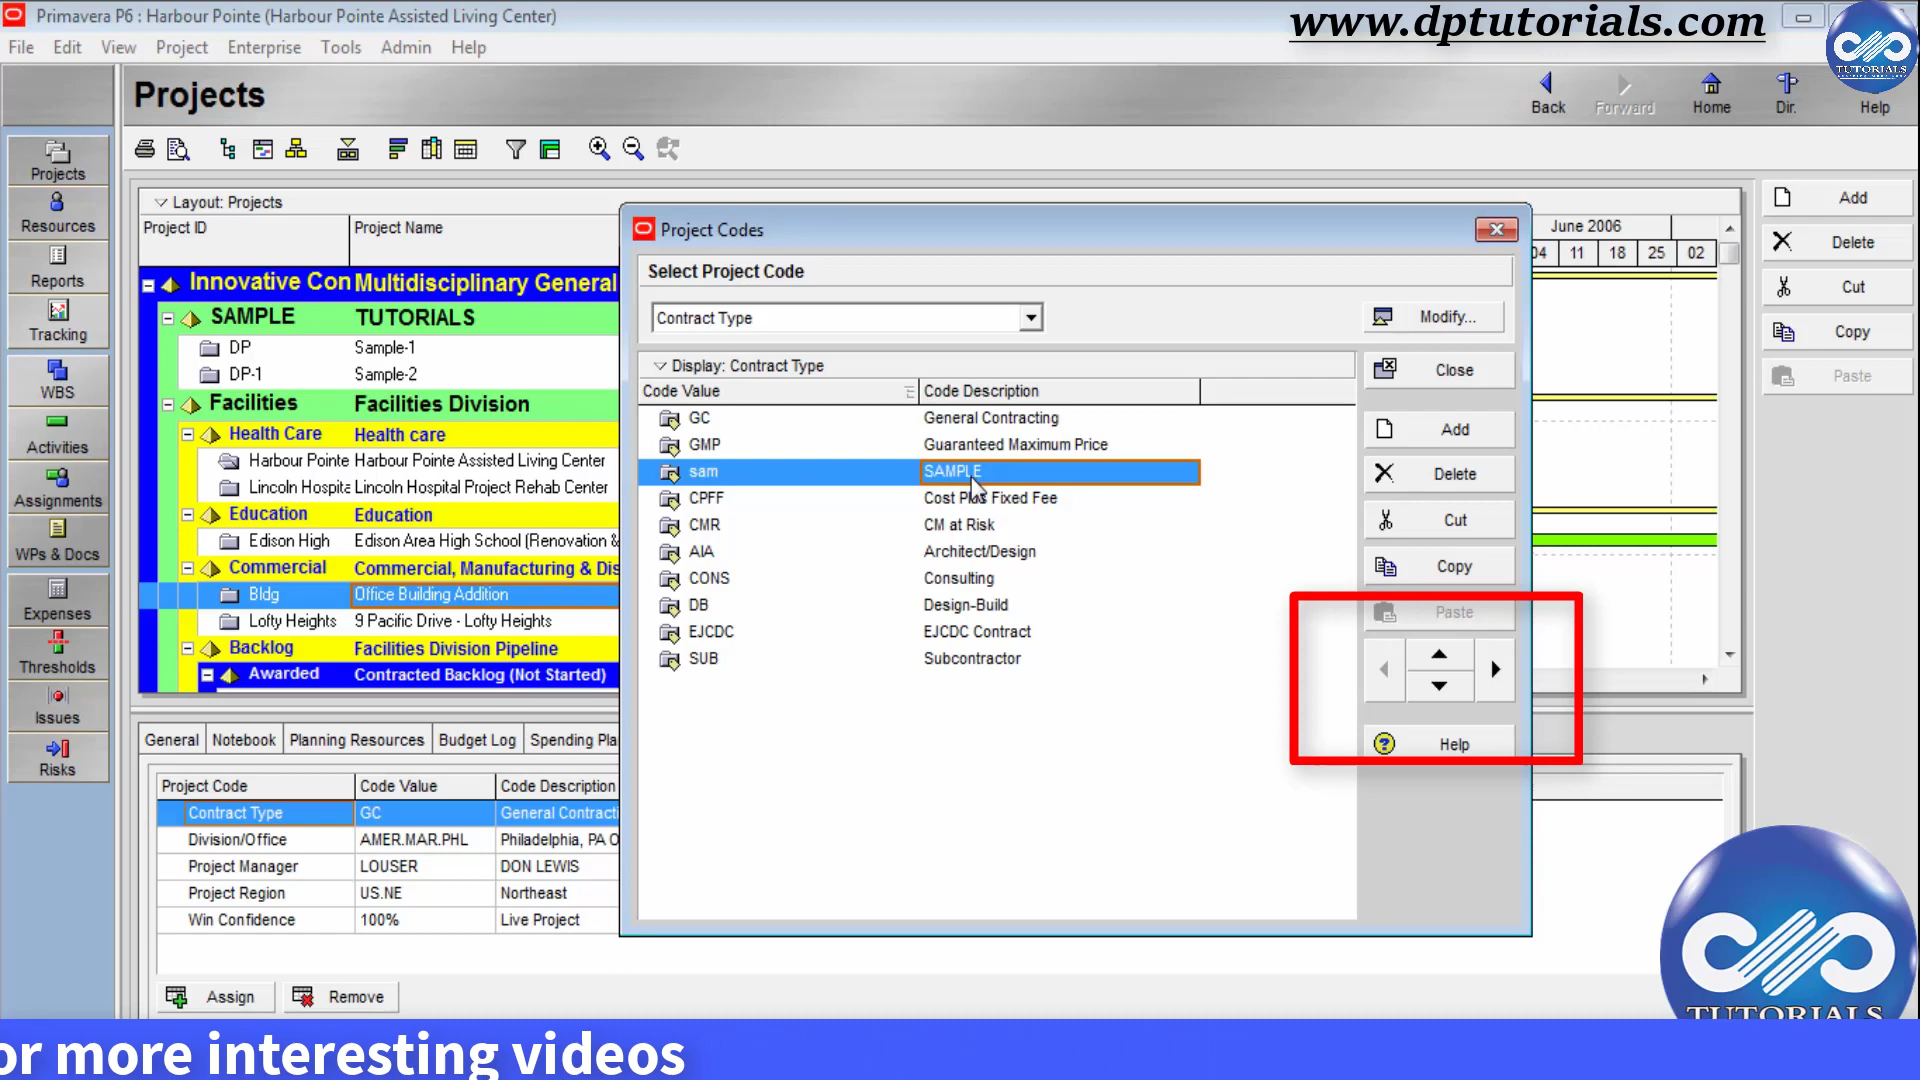 Primavera P6 : Harbour Pointe (Harbour Pointe Assisted Living Center)
www.dptutorials.com
TUTORIALS
File Edit View Project Enterprise Tools Admin Help
Projects
Back Forward Home Dir. Help
Projects
Resources
Reports
Tracking
WBS
Activities
Assignments
WPs & Docs
Expenses
Thresholds
Issues
Risks
Layout: Projects
Project ID Project Name
Innovative Con Multidisciplinary General
SAMPLE TUTORIALS
DP Sample-1
DP-1 Sample-2
Facilities Facilities Division
Health Care Health care
Harbour Pointe Harbour Pointe Assisted Living Center
Lincoln Hospita Lincoln Hospital Project Rehab Center
Education Education
Edison High Edison Area High School (Renovation &
Commercial Commercial, Manufacturing & Dis
Bldg Office Building Addition
Lofty Heights 9 Pacific Drive - Lofty Heights
Backlog Facilities Division Pipeline
Awarded Contracted Backlog (Not Started)
June 2006
04 11 18 25 02
Add
Delete
Cut
Copy
Paste
Project Codes
Select Project Code
Contract Type
Modify...
Display: Contract Type
Code Value Code Description
GC General Contracting
GMP Guaranteed Maximum Price
sam SAMPLE
CPFF Cost Plus Fixed Fee
CMR CM at Risk
AIA Architect/Design
CONS Consulting
DB Design-Build
EJCDC EJCDC Contract
SUB Subcontractor
Close
Add
Delete
Cut
Copy
Paste
Help
General Notebook Planning Resources Budget Log Spending Pla
Project Code Code Value Code Description
Contract Type GC General Contracti
Division/Office AMER.MAR.PHL Philadelphia, PA O
Project Manager LOUSER DON LEWIS
Project Region US.NE Northeast
Win Confidence 100% Live Project
Assign Remove
TUTORIALS
or more interesting videos